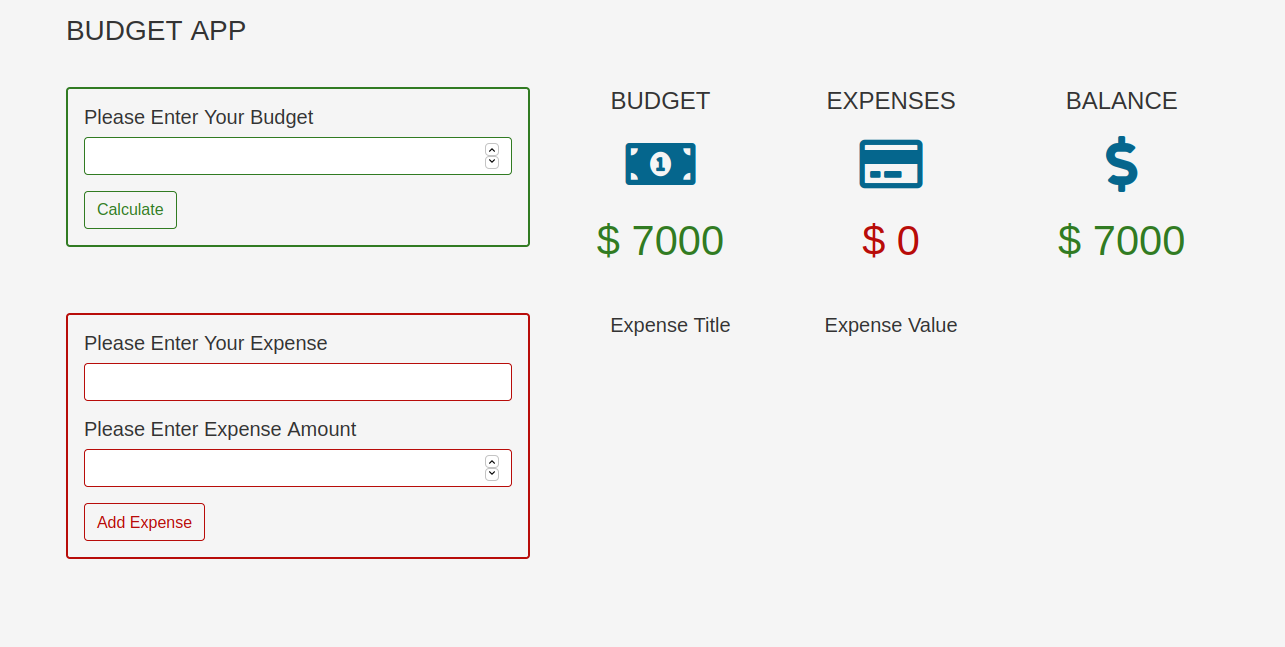 BUDGET APP
Please Enter Your Budget
Calculate
BUDGET
EXPENSES
BALANCE
1
$ 7000
$ 0
$ 7000
Please Enter Your Expense
Please Enter Expense Amount
Add Expense
Expense Title
Expense Value